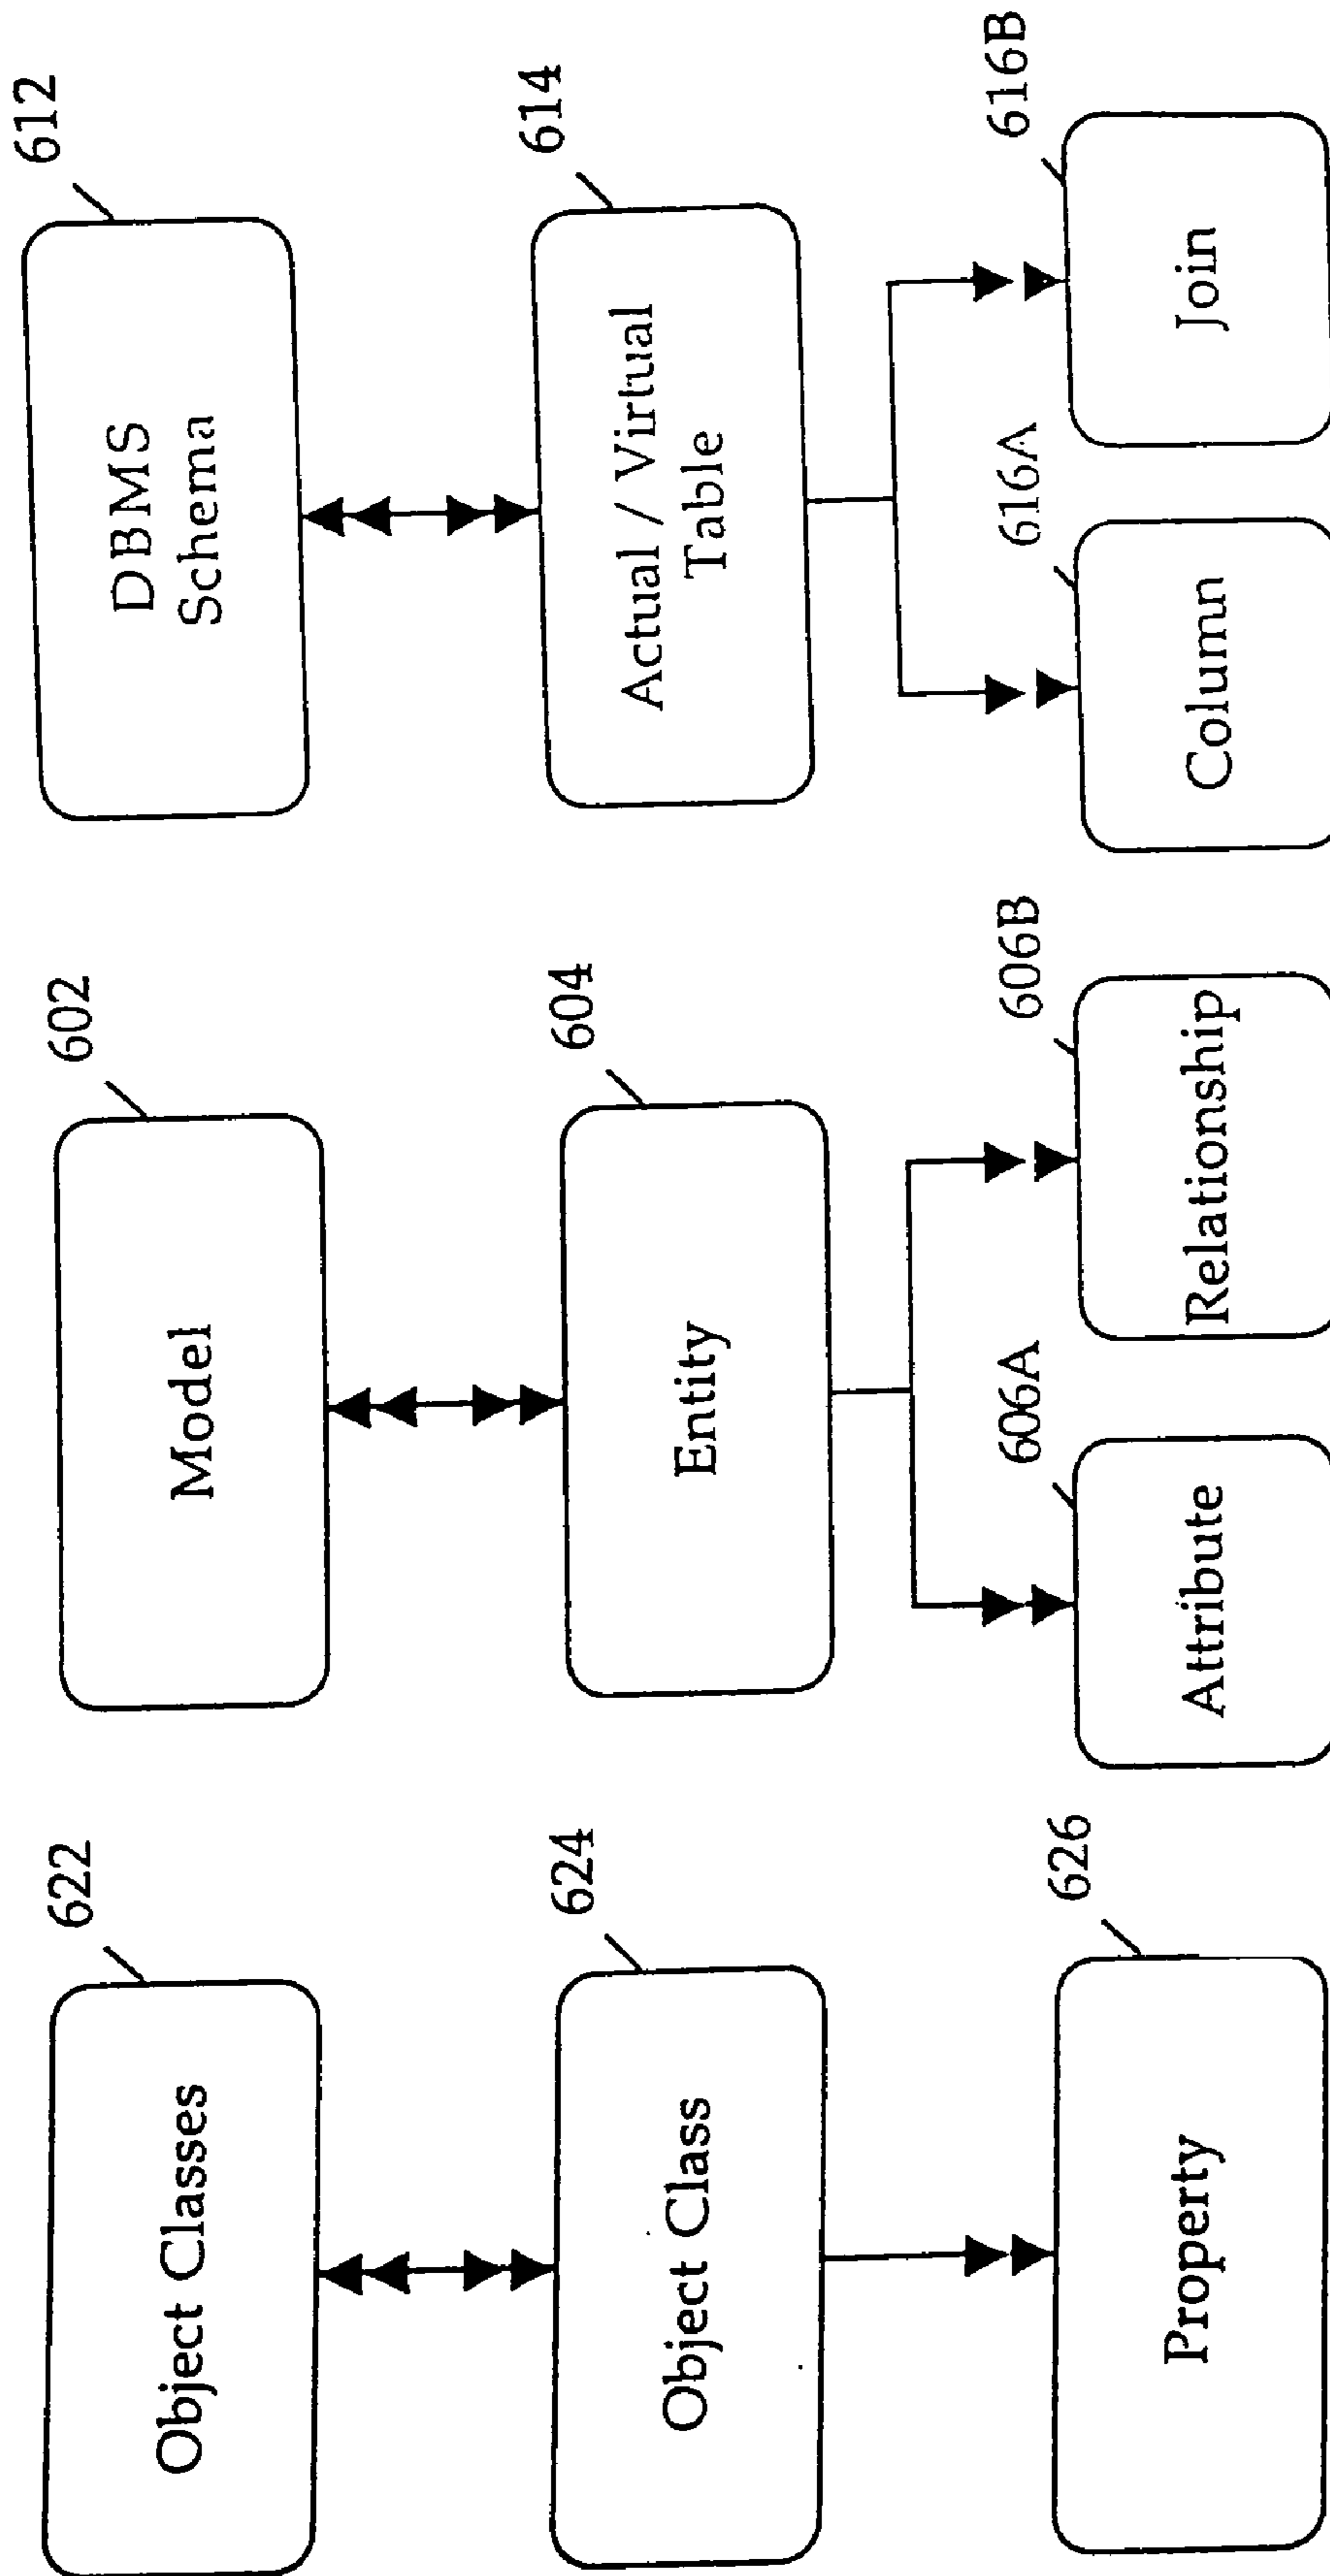 622
Object Classes
624
Object Class
626
Property
602
Model
604
Entity
606A
Attribute
606B
Relationship
612
DBMS
Schema
614
Actual / Virtual
Table
616A
Column
616B
Join